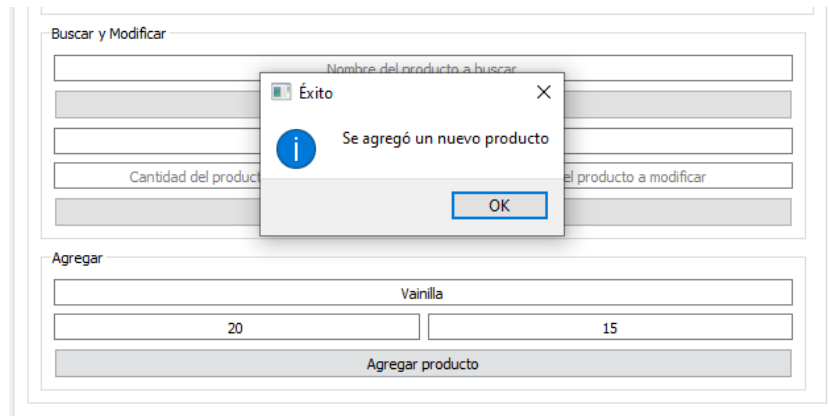 Buscar y Modificar
Nombre del producto a buscar
Éxito
Se agregó un nuevo producto
Cantidad del product
el producto a modificar
OK
Agregar
Vainilla
20
15
Agregar producto